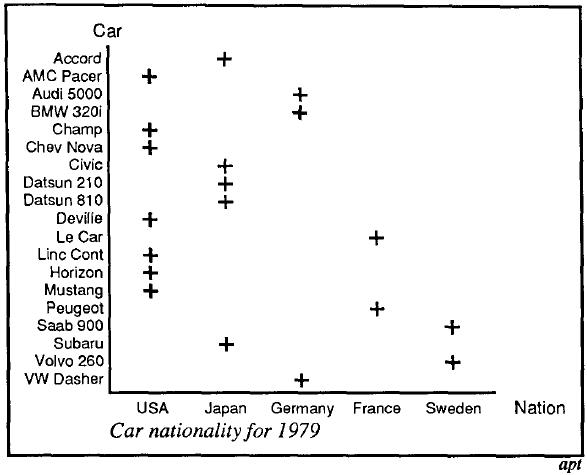 Car
Accord
AMC Pacer
Audi 5000
BMW 320i
Champ
Chev Nova
Civic
Datsun 210
Datsun 810
Deville
Le Car
Linc Cont
Horizon
Mustang
Peugeot
Saab 900
Subaru
Volvo 260
VW Dasher
USA Japan Germany France Sweden Nation
Car nationality for 1979
apt